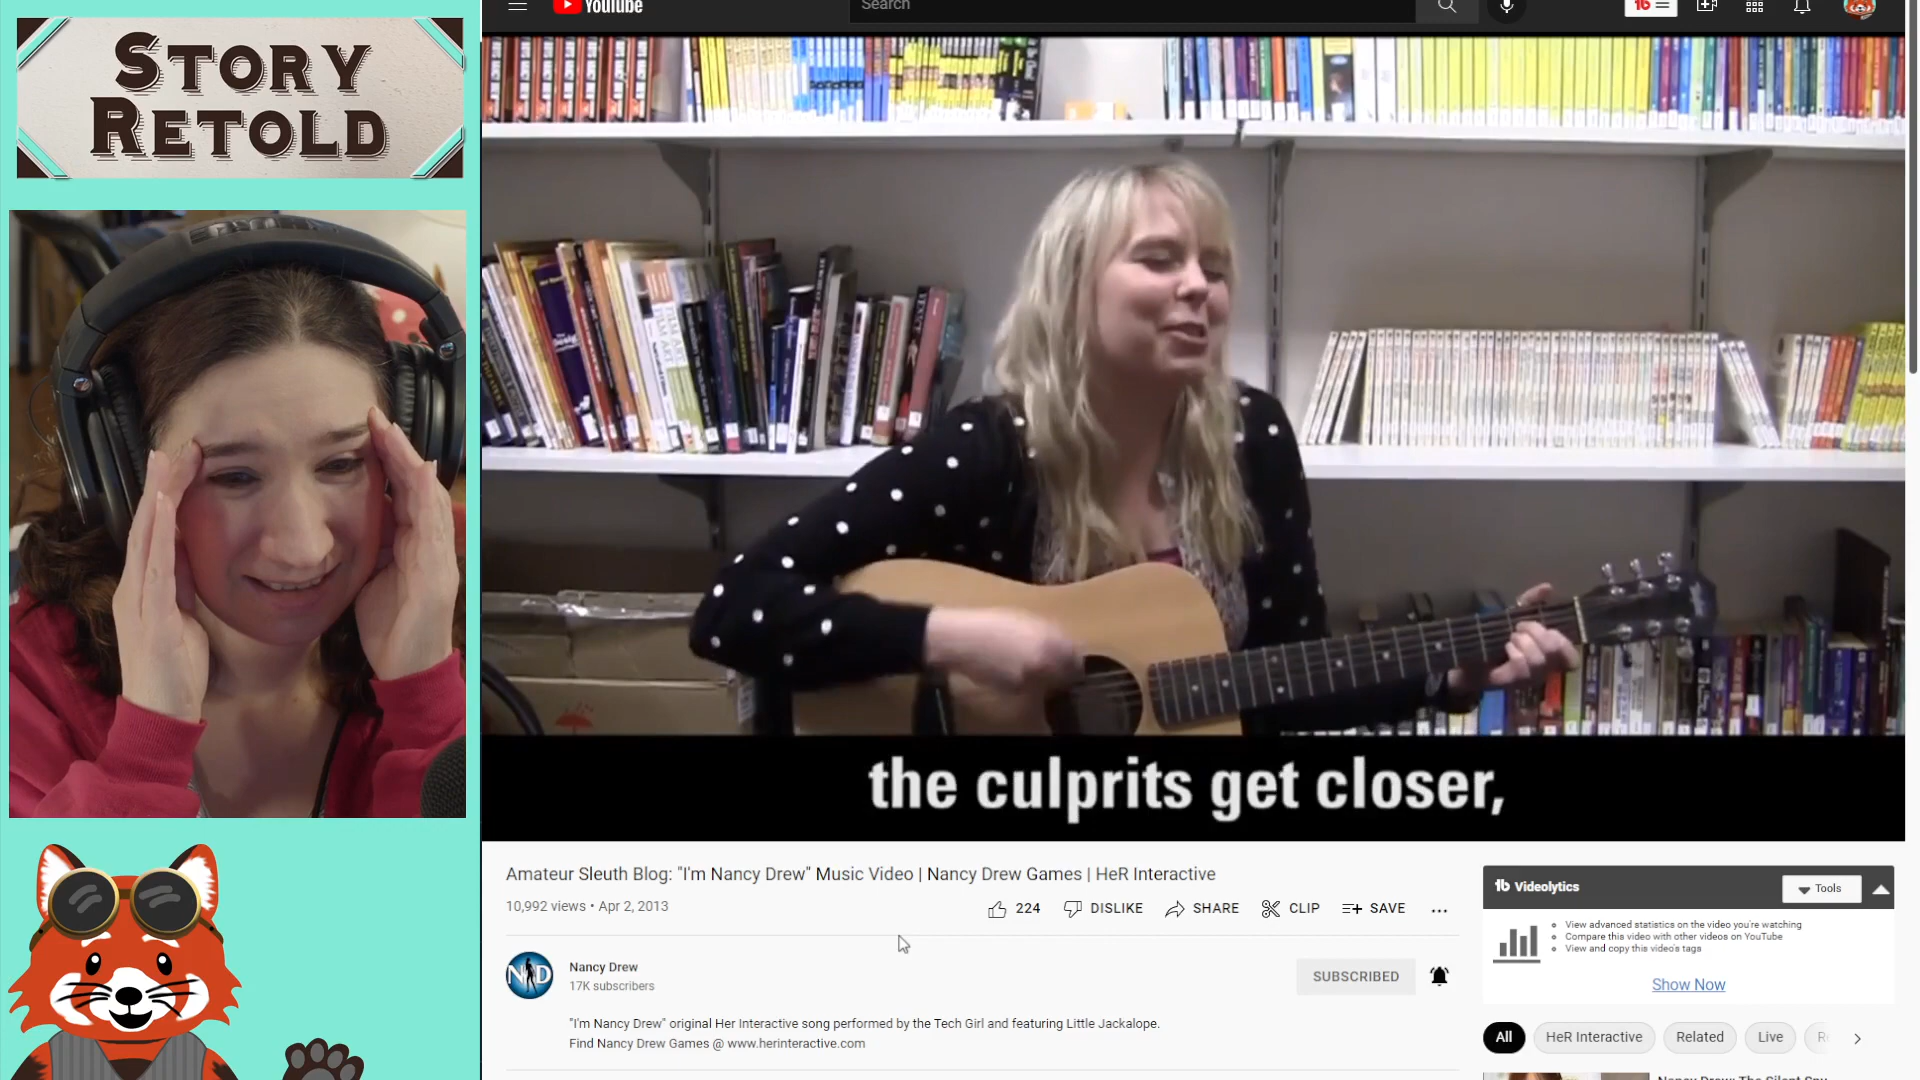 STORY
RETOLD
YouTube
Search
the culprits get closer,
Amateur Sleuth Blog: "I'm Nancy Drew" Music Video | Nancy Drew Games | HeR Interactive
10,992 views • Apr 2, 2013
224
DISLIKE
SHARE
CLIP
SAVE
ND
Nancy Drew
17K subscribers
SUBSCRIBED
"I'm Nancy Drew" original Her Interactive song performed by the Tech Girl and featuring Little Jackalope.
Find Nancy Drew Games @ www.herinteractive.com
Videolytics
Tools
View advanced statistics on the video you're watching
Compare this video with other videos on YouTube
View and copy this video's tags
Show Now
All
HeR Interactive
Related
Live